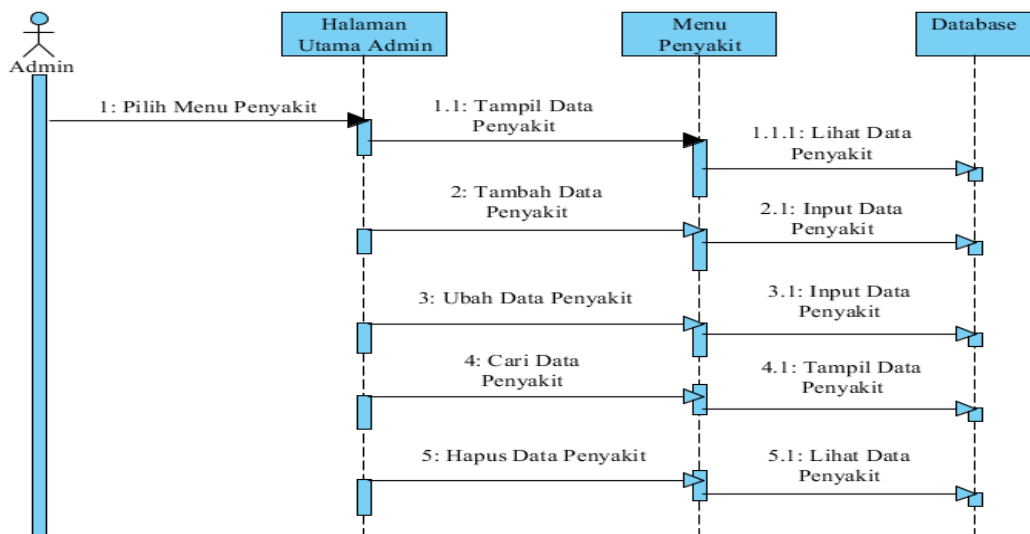 Admin
Halaman
Utama Admin
Menu
Penyakit
Database
1: Pilih Menu Penyakit
1.1: Tampil Data
Penyakit
1.1.1: Lihat Data
Penyakit
2: Tambah Data
Penyakit
2.1: Input Data
Penyakit
3: Ubah Data Penyakit
3.1: Input Data
Penyakit
4: Cari Data
Penyakit
4.1: Tampil Data
Penyakit
5: Hapus Data Penyakit
5.1: Lihat Data
Penyakit